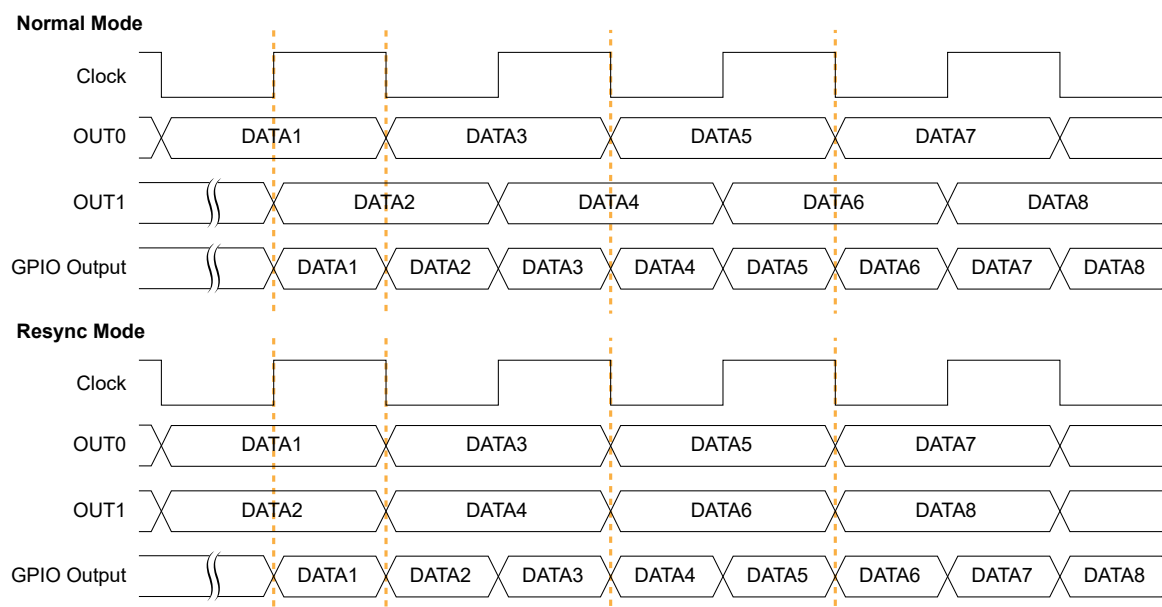 Normal Mode
Clock
OUT0 DATA1 DATA3 DATA5 DATA7
OUT1 DATA2 DATA4 DATA6 DATA8
GPIO Output DATA1 DATA2 DATA3 DATA4 DATA5 DATA6 DATA7 DATA8
Resync Mode
Clock
OUT0 DATA1 DATA3 DATA5 DATA7
OUT1 DATA2 DATA4 DATA6 DATA8
GPIO Output DATA1 DATA2 DATA3 DATA4 DATA5 DATA6 DATA7 DATA8